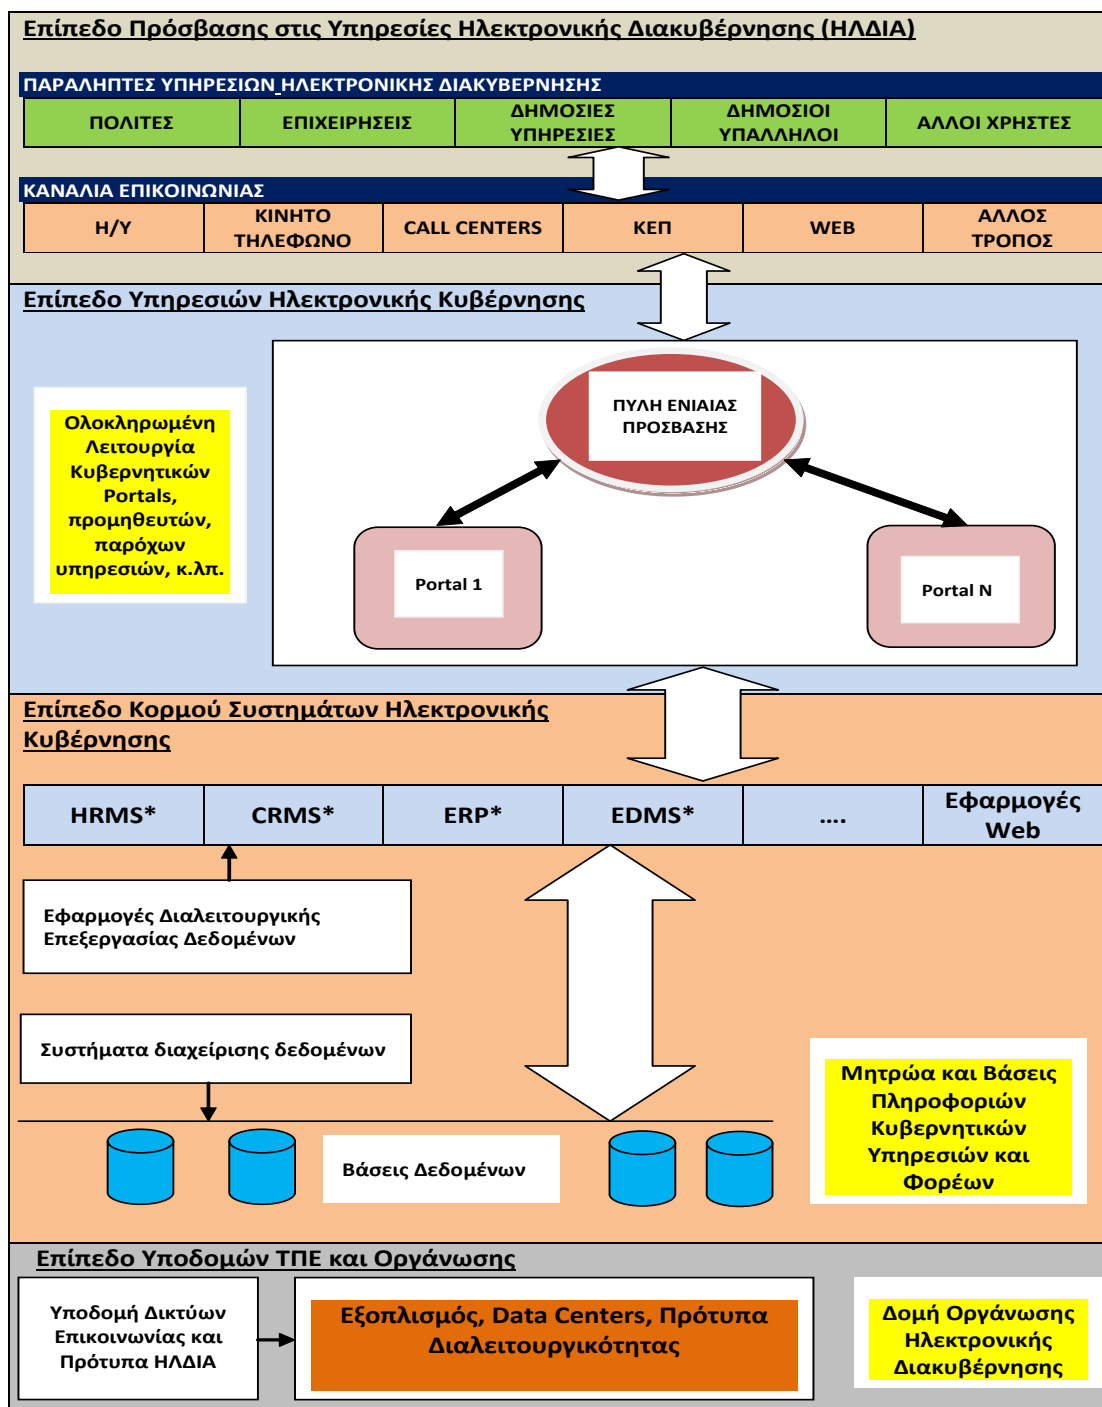 Επίπεδο Πρόσβασης στις Υπηρεσίες Ηλεκτρονικής Διακυβέρνησης (ΗΛΔΙΑ)
ΠΑΡΑΛΗΠΤΕΣ ΥΠΗΡΕΣΙΩΝ ΗΛΕΚΤΡΟΝΙΚΗΣ ΔΙΑΚΥΒΕΡΝΗΣΗΣ
ΠΟΛΙΤΕΣ
ΕΠΙΧΕΙΡΗΣΕΙΣ
ΔΗΜΟΣΙΕΣ
ΥΠΗΡΕΣΙΕΣ
ΔΗΜΟΣΙΟΙ
ΥΠΑΛΛΗΛΟΙ
ΑΛΛΟΙ ΧΡΗΣΤΕΣ
ΚΑΝΑΛΙΑ ΕΠΙΚΟΙΝΩΝΙΑΣ
Η/Υ
ΚΙΝΗΤΟ
ΤΗΛΕΦΩΝΟ
CALL CENTERS
ΚΕΠ
WEB
ΑΛΛΟΣ
ΤΡΟΠΟΣ
Επίπεδο Υπηρεσιών Ηλεκτρονικής Κυβέρνησης
Ολοκληρωμένη
Λειτουργία
Κυβερνητικών
Portals,
προμηθευτών,
παρόχων
υπηρεσιών, κ.λπ.
ΠΥΛΗ ΕΝΙΑΙΑΣ
ΠΡΟΣΒΑΣΗΣ
Portal 1
Portal N
Επίπεδο Κορμού Συστημάτων Ηλεκτρονικής
Κυβέρνησης
HRMS*
CRMS*
ERP*
EDMS*
....
Εφαρμογές
Web
Εφαρμογές Διαλειτουργικής
Επεξεργασίας Δεδομένων
Συστήματα διαχείρισης δεδομένων
Βάσεις Δεδομένων
Μητρώα και Βάσεις
Πληροφοριών
Κυβερνητικών
Υπηρεσιών και
Φορέων
Επίπεδο Υποδομών ΤΠΕ και Οργάνωσης
Υποδομή Δικτύων
Επικοινωνίας και
Πρότυπα ΗΛΔΙΑ
Εξοπλισμός, Data Centers, Πρότυπα
Διαλειτουργικότητας
Δομή Οργάνωσης
Ηλεκτρονικής
Διακυβέρνησης